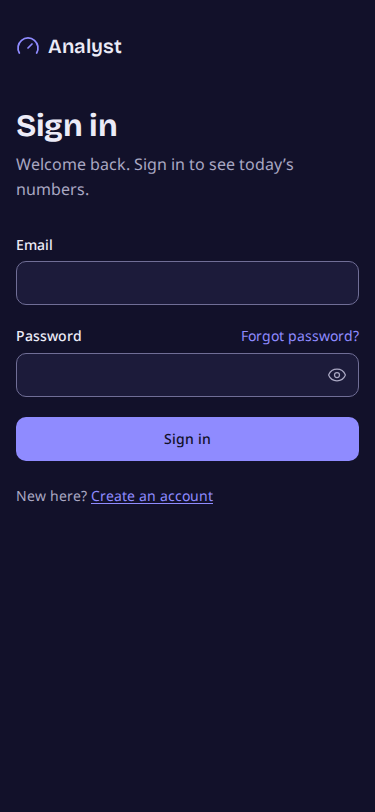 Analyst
Sign in
Welcome back. Sign in to see today’s
numbers.
Email
Password
Forgot password?
Sign in
New here? Create an account